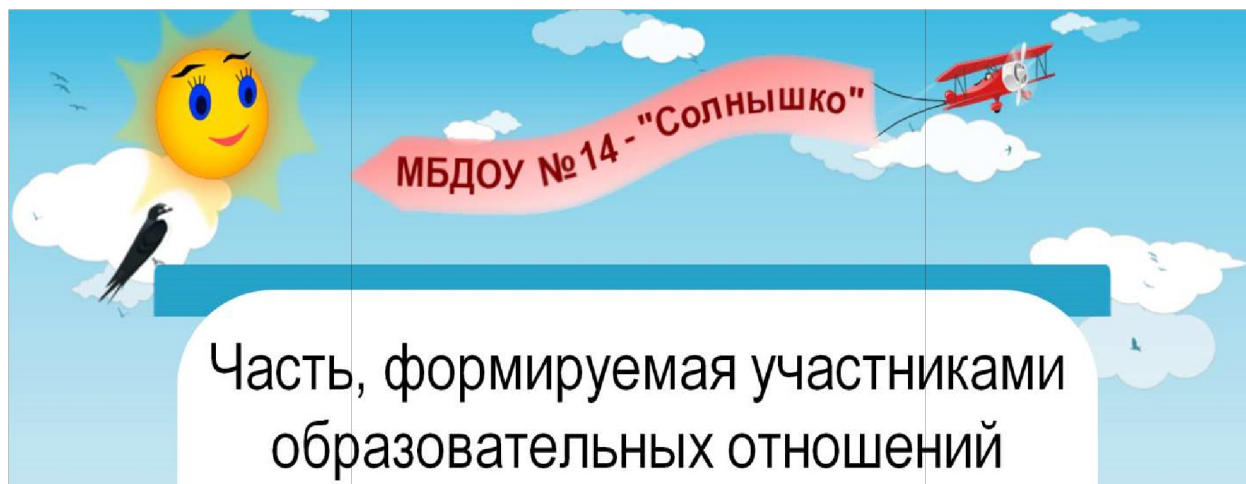 МБДОУ №14 - "Солнышко"
Часть, формируемая участниками
образовательных отношений